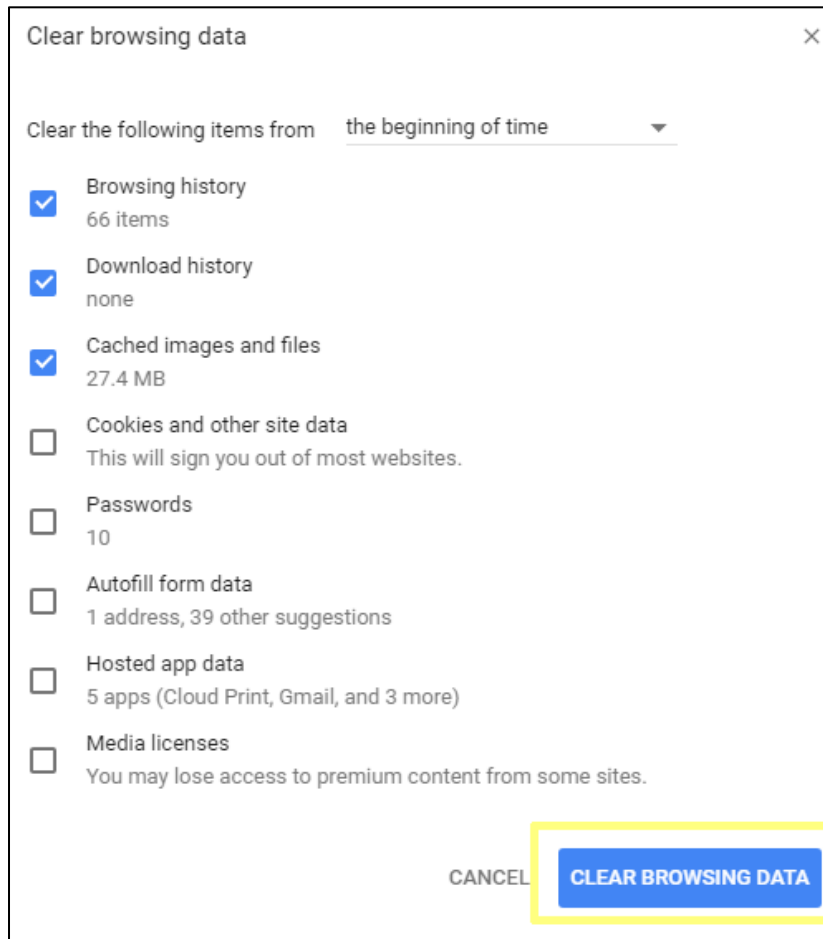 Clear browsing data
Clear the following items from the beginning of time
Browsing history
66 items
Download history
none
Cached images and files
27.4 MB
Cookies and other site data
This will sign you out of most websites.
Passwords
10
Autofill form data
1 address, 39 other suggestions
Hosted app data
5 apps (Cloud Print, Gmail, and 3 more)
Media licenses
You may lose access to premium content from some sites.
CANCEL CLEAR BROWSING DATA